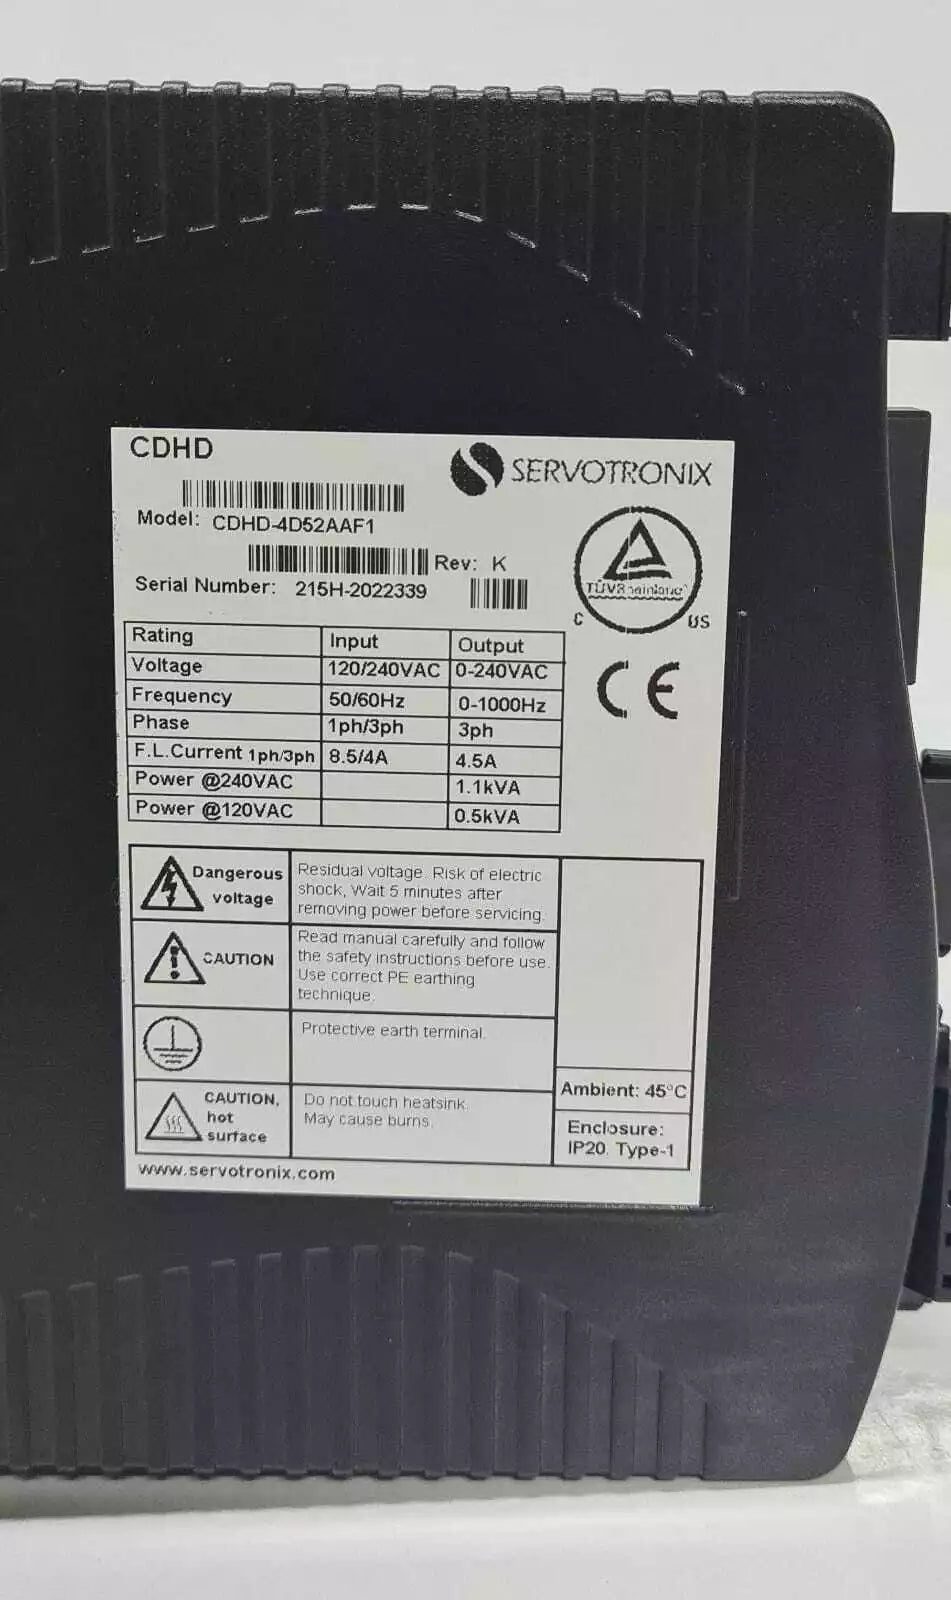 CDHD
SERVOTRONIX
Model: CDHD-4D52AAF1
Rev: K
Serial Number: 215H-2022339
TÜVRheinland
C US
CE
Rating Input Output
Voltage 120/240VAC 0-240VAC
Frequency 50/60Hz 0-1000Hz
Phase 1ph/3ph 3ph
F.L.Current 1ph/3ph 8.5/4A 4.5A
Power @240VAC 1.1kVA
Power @120VAC 0.5kVA
Dangerous
voltage
Residual voltage. Risk of electric
shock, Wait 5 minutes after
removing power before servicing.
CAUTION
Read manual carefully and follow
the safety instructions before use.
Use correct PE earthing
technique.
Protective earth terminal.
CAUTION,
hot
surface
Do not touch heatsink.
May cause burns.
Ambient: 45°C
Enclosure:
IP20. Type-1
www.servotronix.com